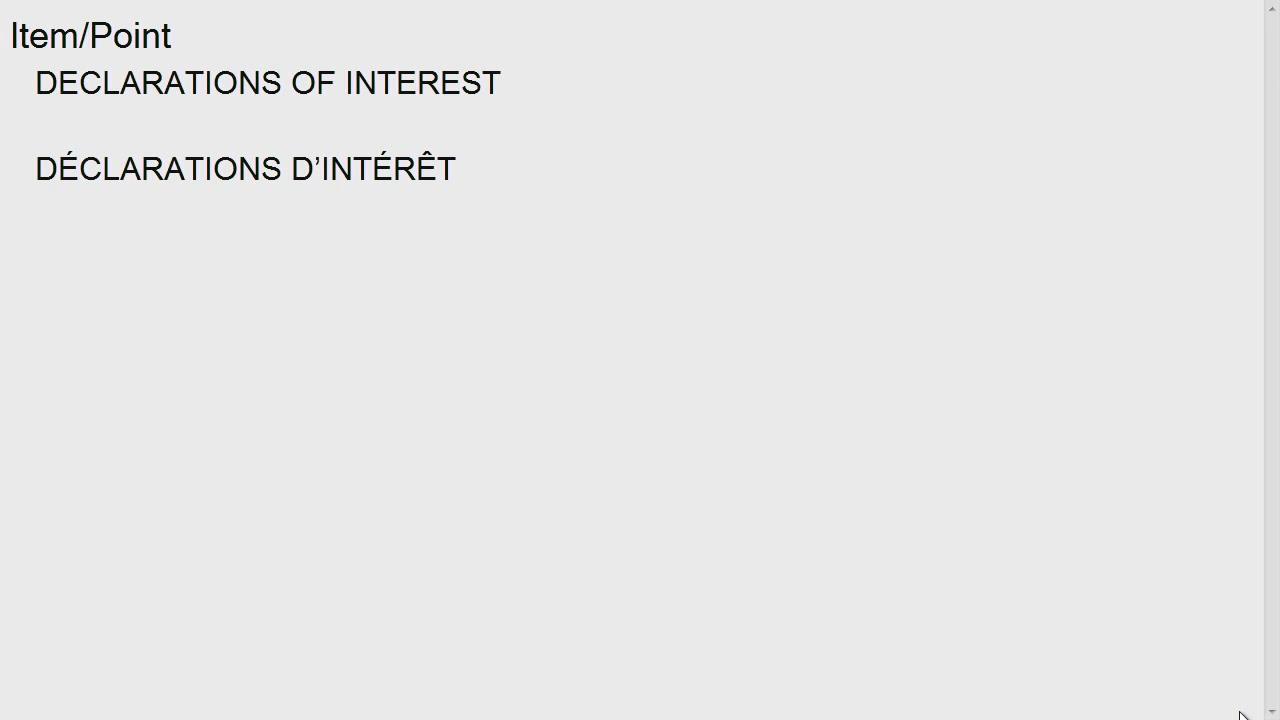 Item/Point
DECLARATIONS OF INTEREST
DÉCLARATIONS D’INTÉRÊT